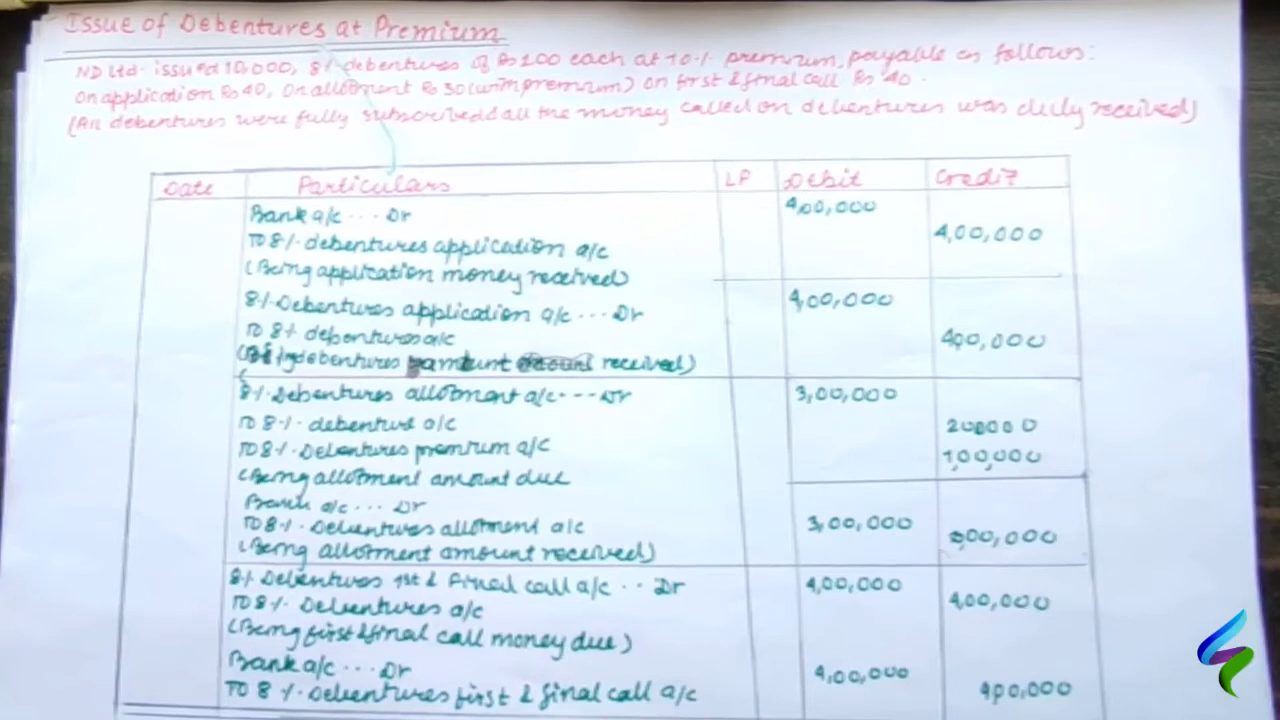 Issue of Debentures at Premium
ND Ltd. issued 10,000, 8% debentures of Rs 100 each at 10% premium payable as follows:
On application Rs 40, On allotment Rs 30 (with premium) on first & final call Rs 40.
(All debentures were fully subscribed & all the money called on debentures was duly received)
Date Particulars LF Debit Credit
Bank a/c ... Dr 4,00,000
To 8% debentures application a/c 4,00,000
(Being application money received)
8% Debentures application a/c ... Dr 4,00,000
To 8% debentures a/c 400,000
(Being debentures amount received)
8% Debentures allotment a/c --- Dr 3,00,000
To 8% debenture a/c 200000
To 8% Debentures premium a/c 1,00,000
(Being allotment amount due
Bank a/c ... Dr
To 8% Debentures allotment a/c 3,00,000 300,000
(Being allotment amount received)
8% Debentures 1st & Final call a/c .. Dr 4,00,000
To 8% Debentures a/c 4,00,000
(Being first & final call money due)
Bank a/c ... Dr 4,00,000
To 8% Debentures first & final call a/c 400,000